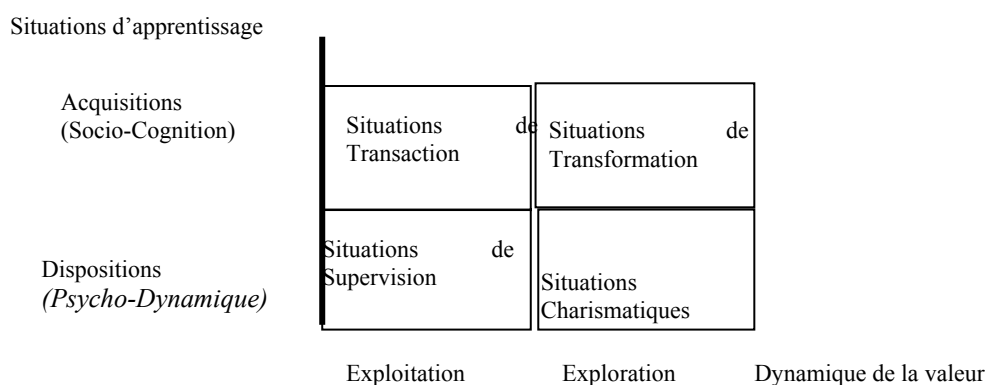 Situations d’apprentissage
Acquisitions
(Socio-Cognition)
Situations de
Transaction
Situations de
Transformation
Dispositions
(Psycho-Dynamique)
Situations de
Supervision
Situations
Charismatiques
Exploitation Exploration Dynamique de la valeur